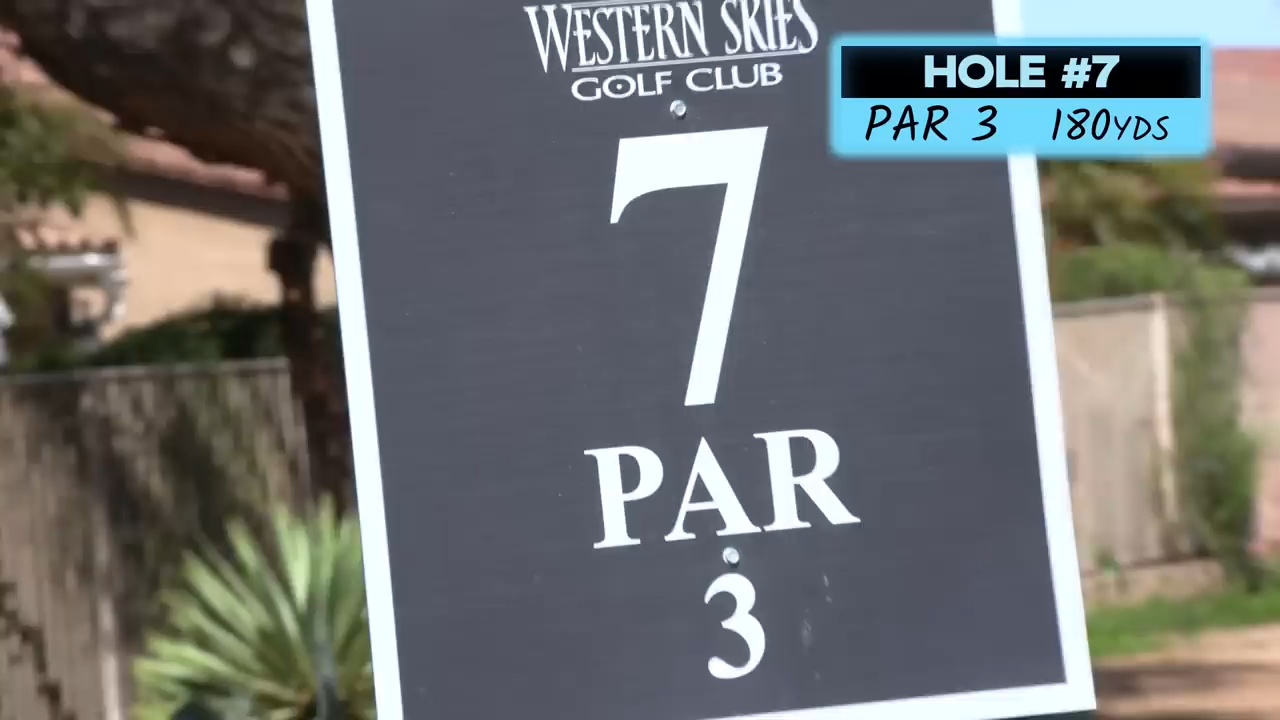 WESTERN SKIES
GOLF CLUB
7
PAR
3
HOLE #7
PAR 3 180YDS